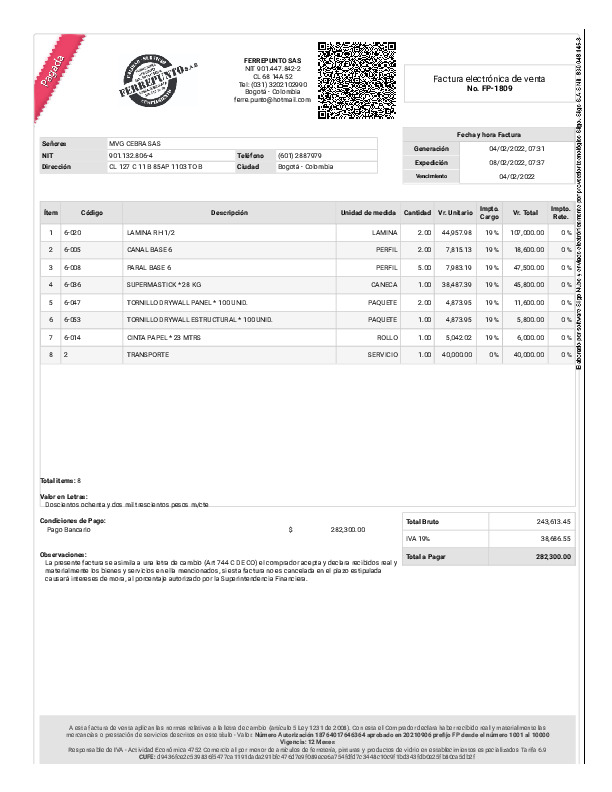 Pagada
CALIDAD - SERVICIO
FERREPUNTO S.A.S
CUMPLIMIENTO
FERREPUNTO SAS
NIT 901.447.842-2
CL 68 14A 52
Tel: (031) 3202102990
Bogotá - Colombia
ferre.punto@hotmail.com
Factura electrónica de venta
No. FP-1809
Fecha y hora Factura
Generación 04/02/2022, 07:31
Expedición 08/02/2022, 07:37
Vencimiento 04/02/2022
Señores MVG CEBRA SAS
NIT 901.132.806-4 Teléfono (601) 2887979
Dirección CL 127 C 11 B 85AP 1103 TO B Ciudad Bogotá - Colombia
Ítem Código Descripción Unidad de medida Cantidad Vr. Unitario Impto. Cargo Vr. Total Impto. Rete.
1 6-020 LAMINA RH 1/2 LAMINA 2.00 44,957.98 19 % 107,000.00 0 %
2 6-005 CANAL BASE 6 PERFIL 2.00 7,815.13 19 % 18,600.00 0 %
3 6-008 PARAL BASE 6 PERFIL 5.00 7,983.19 19 % 47,500.00 0 %
4 6-036 SUPERMASTICK * 28 KG CANECA 1.00 38,487.39 19 % 45,800.00 0 %
5 6-047 TORNILLO DRYWALL PANEL * 100 UNID. PAQUETE 2.00 4,873.95 19 % 11,600.00 0 %
6 6-053 TORNILLO DRYWALL ESTRUCTURAL * 100 UNID. PAQUETE 1.00 4,873.95 19 % 5,800.00 0 %
7 6-014 CINTA PAPEL * 23 MTRS ROLLO 1.00 5,042.02 19 % 6,000.00 0 %
8 2 TRANSPORTE SERVICIO 1.00 40,000.00 0 % 40,000.00 0 %
Total items: 8
Valor en Letras:
Doscientos ochenta y dos mil trescientos pesos m/cte
Condiciones de Pago:
Pago Bancario $ 282,300.00
Total Bruto 243,613.45
IVA 19% 38,686.55
Total a Pagar 282,300.00
Observaciones:
La presente factura se asimila a una letra de cambio (Art 744 C DE CO) el comprador acepta y declara recibidos real y
materialmente los bienes y servicios en ella mencionados, si esta factura no es cancelada en el plazo estipulada
causará intereses de mora, al porcentaje autorizado por la Superintendencia Financiera.
A esta factura de venta aplican las normas relativas a la letra de cambio (artículo 5 Ley 1231 de 2008). Con esta el Comprador declara haber recibido real y materialmente las
mercancías o prestación de servicios descritos en este título - Valor. Número Autorización 18764017646364 aprobado en 20210906 prefijo FP desde el número 1001 al 10000
Vigencia: 12 Meses
Responsable de IVA - Actividad Económica 4752 Comercio al por menor de artículos de ferretería, pinturas y productos de vidrio en establecimientos especializados Tarifa 6.9
CUFE: